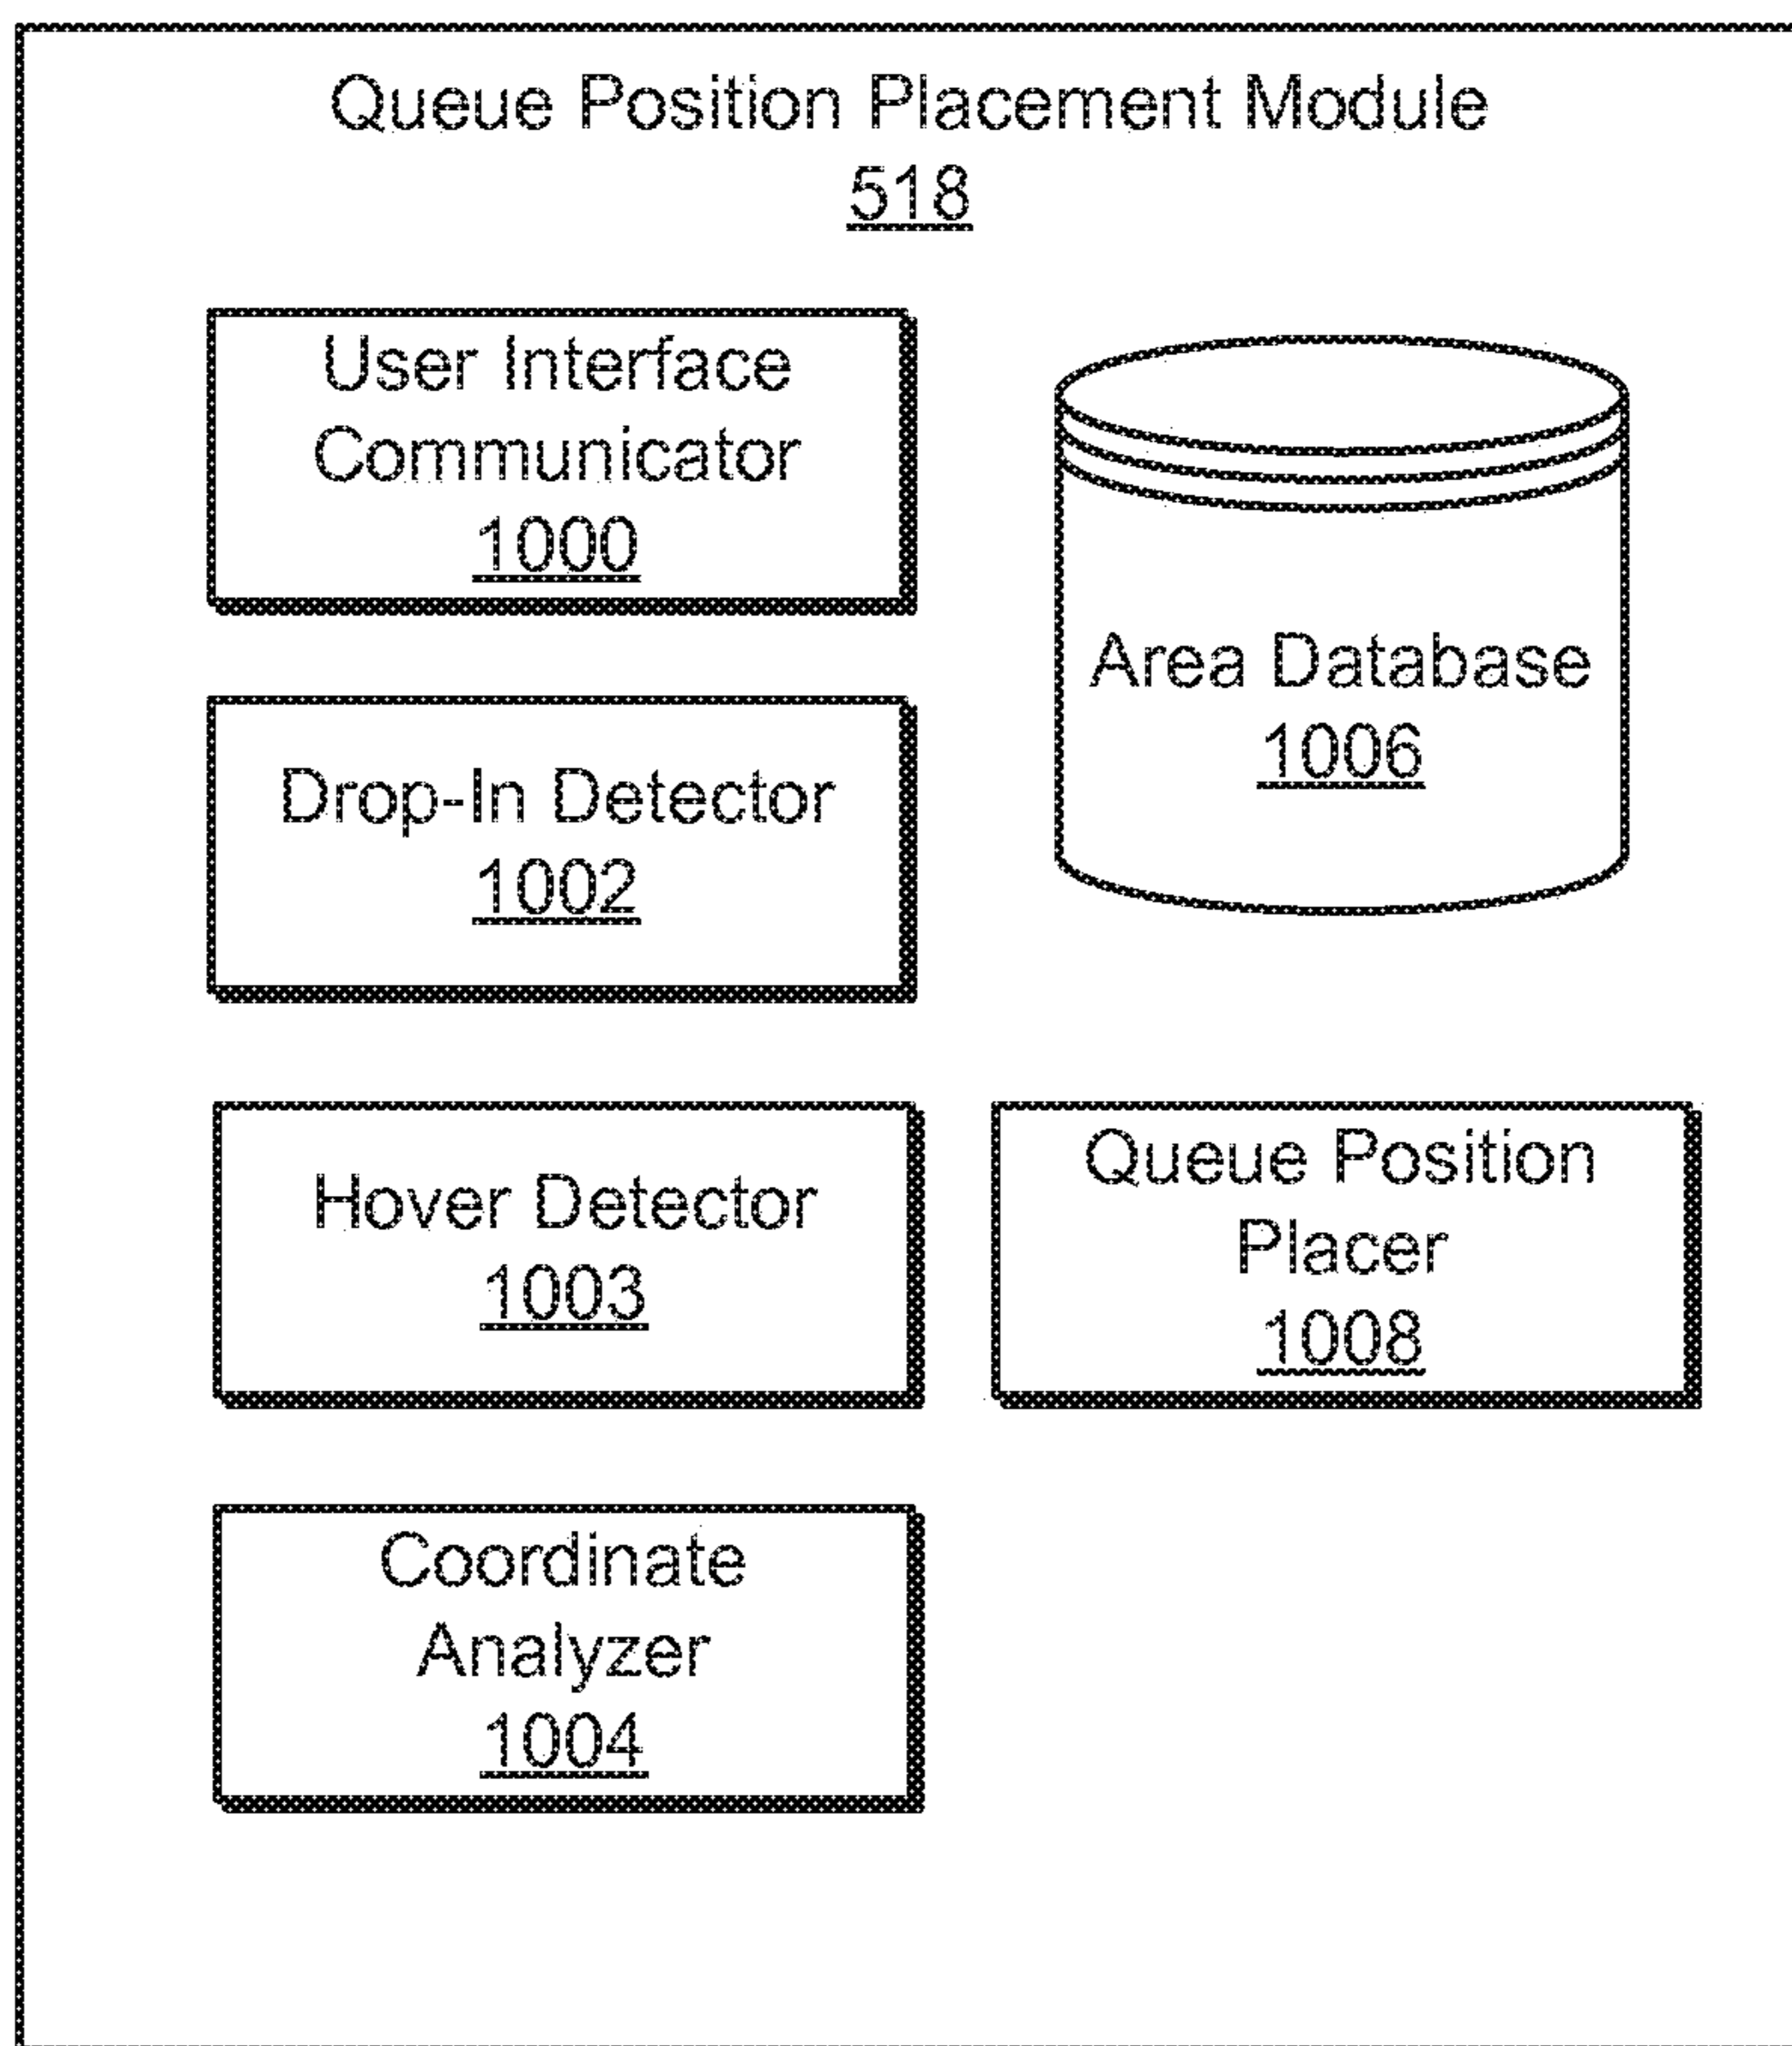 Queue Position Placement Module
518
User Interface
Communicator
1000
Area Database
1006
Drop-In Detector
1002
Hover Detector
1003
Queue Position
Placer
1008
Coordinate
Analyzer
1004